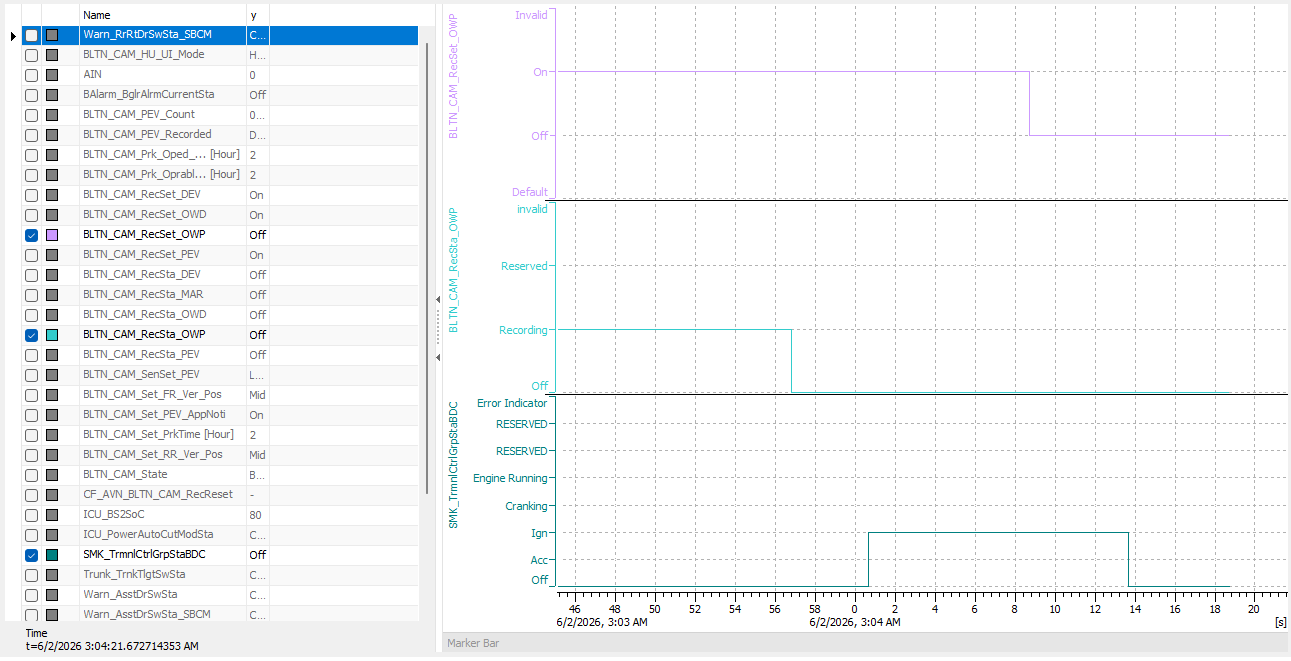 Name y
Warn_RrRtDrSwSta_SBCM C...
BLTN_CAM_HU_UI_Mode H...
AIN 0
BAlarm_BglrAlrmCurrentSta Off
BLTN_CAM_PEV_Count 0...
BLTN_CAM_PEV_Recorded D...
BLTN_CAM_Prk_Oped_... [Hour] 2
BLTN_CAM_Prk_Oprabl... [Hour] 2
BLTN_CAM_RecSet_DEV On
BLTN_CAM_RecSet_OWD On
BLTN_CAM_RecSet_OWP Off
BLTN_CAM_RecSet_PEV On
BLTN_CAM_RecSta_DEV Off
BLTN_CAM_RecSta_MAR Off
BLTN_CAM_RecSta_OWD Off
BLTN_CAM_RecSta_OWP Off
BLTN_CAM_RecSta_PEV Off
BLTN_CAM_SenSet_PEV L...
BLTN_CAM_Set_FR_Ver_Pos Mid
BLTN_CAM_Set_PEV_AppNoti On
BLTN_CAM_Set_PrkTime [Hour] 2
BLTN_CAM_Set_RR_Ver_Pos Mid
BLTN_CAM_State B...
CF_AVN_BLTN_CAM_RecReset -
ICU_BS2SoC 80
ICU_PowerAutoCutModSta C...
SMK_TrmnlCtrlGrpStaBDC Off
Trunk_TrnkTlgtSwSta C...
Warn_AsstDrSwSta C...
Warn_AsstDrSwSta_SBCM C...
Time
t=6/2/2026 3:04:21.672714353 AM
BLTN_CAM_RecSet_OWP
Invalid
On
Off
Default
BLTN_CAM_RecSta_OWP
invalid
Reserved
Recording
Off
SMK_TrmnlCtrlGrpStaBDC
Error Indicator
RESERVED
RESERVED
Engine Running
Cranking
Ign
Acc
Off
46 48 50 52 54 56 58 0 2 4 6 8 10 12 14 16 18 20
6/2/2026, 3:03 AM 6/2/2026, 3:04 AM [s]
Marker Bar